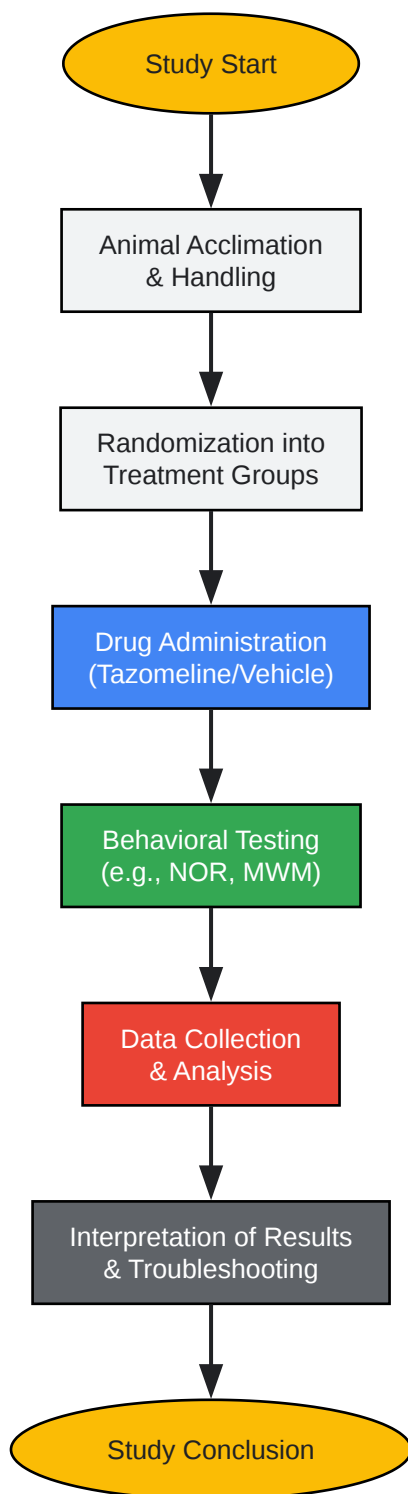 Study Start
Animal Acclimation
& Handling
Randomization into
Treatment Groups
Drug Administration
(Tazomeline/Vehicle)
Behavioral Testing
(e.g., NOR, MWM)
Data Collection
& Analysis
Interpretation of Results
& Troubleshooting
Study Conclusion